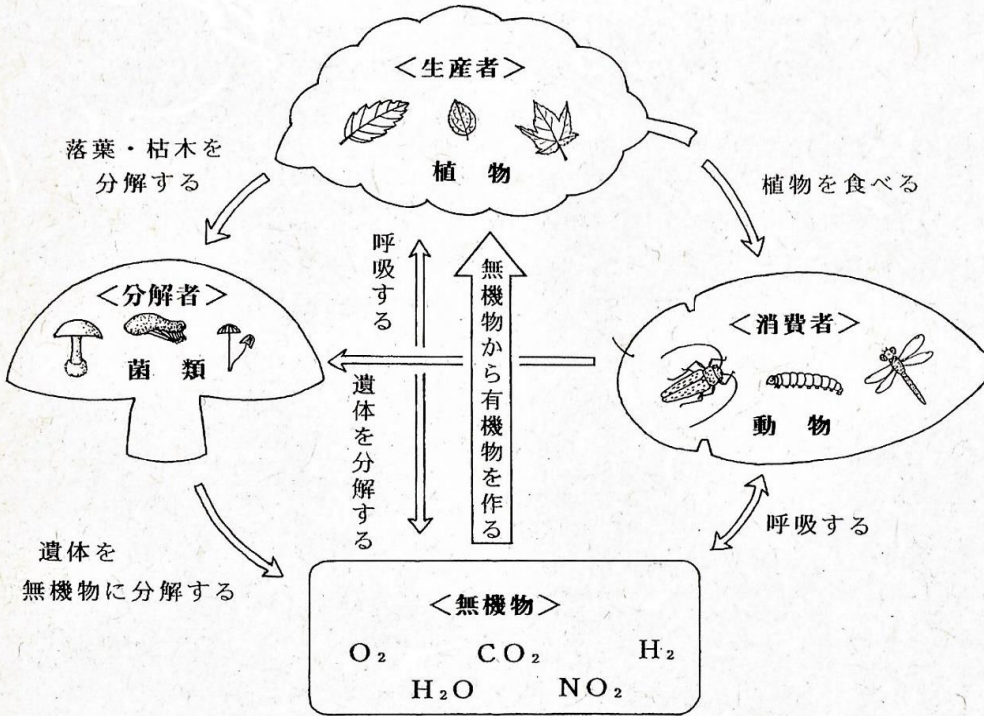 <生産者>
植物
落葉・枯木を
分解する
植物を食べる
<分解者>
菌類
呼吸する
無機物から有機物を作る
遺体を分解する
<消費者>
動物
呼吸する
遺体を
無機物に分解する
<無機物>
O₂ CO₂ H₂
H₂O NO₂